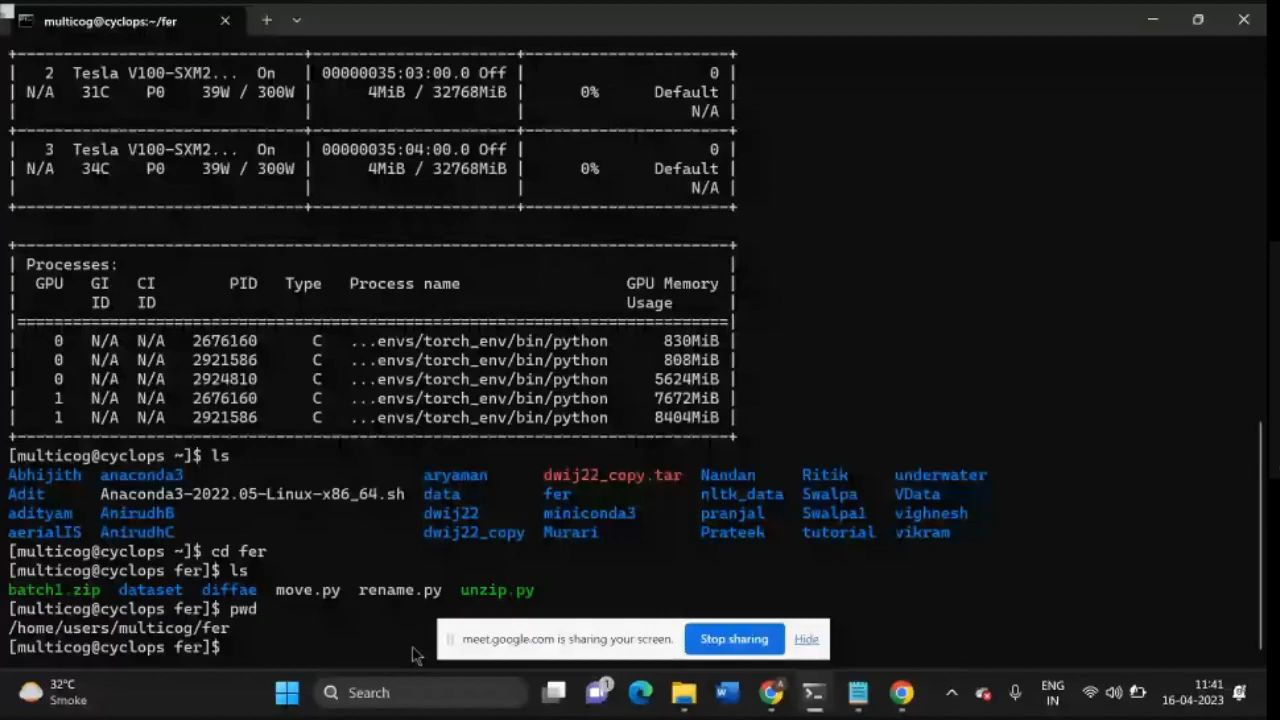 multicog@cyclops:~/fer
| 2 Tesla V100-SXM2... On | 00000035:03:00.0 Off | 0 |
| N/A 31C P0 39W / 300W | 4MiB / 32768MiB | 0% Default |
| | | N/A |
| 3 Tesla V100-SXM2... On | 00000035:04:00.0 Off | 0 |
| N/A 34C P0 39W / 300W | 4MiB / 32768MiB | 0% Default |
| | | N/A |
| Processes: |
| GPU GI CI PID Type Process name GPU Memory |
| ID ID Usage |
| 0 N/A N/A 2676160 C ...envs/torch_env/bin/python 830MiB |
| 0 N/A N/A 2921586 C ...envs/torch_env/bin/python 808MiB |
| 0 N/A N/A 2924810 C ...envs/torch_env/bin/python 5624MiB |
| 1 N/A N/A 2676160 C ...envs/torch_env/bin/python 7672MiB |
| 1 N/A N/A 2921586 C ...envs/torch_env/bin/python 8404MiB |
[multicog@cyclops ~]$ ls
Abhijith anaconda3 aryaman dwij22_copy.tar Nandan Ritik underwater
Adit Anaconda3-2022.05-Linux-x86_64.sh data fer nltk_data Swalpa VData
adityam AnirudhB dwij22 miniconda3 pranjal Swalpa1 vighnesh
aerialIS AnirudhC dwij22_copy Murari Prateek tutorial vikram
[multicog@cyclops ~]$ cd fer
[multicog@cyclops fer]$ ls
batch1.zip dataset diffae move.py rename.py unzip.py
[multicog@cyclops fer]$ pwd
/home/users/multicog/fer
[multicog@cyclops fer]$
meet.google.com is sharing your screen. Stop sharing Hide
32°C
Smoke
Search
1
ENG
IN
11:41
16-04-2023